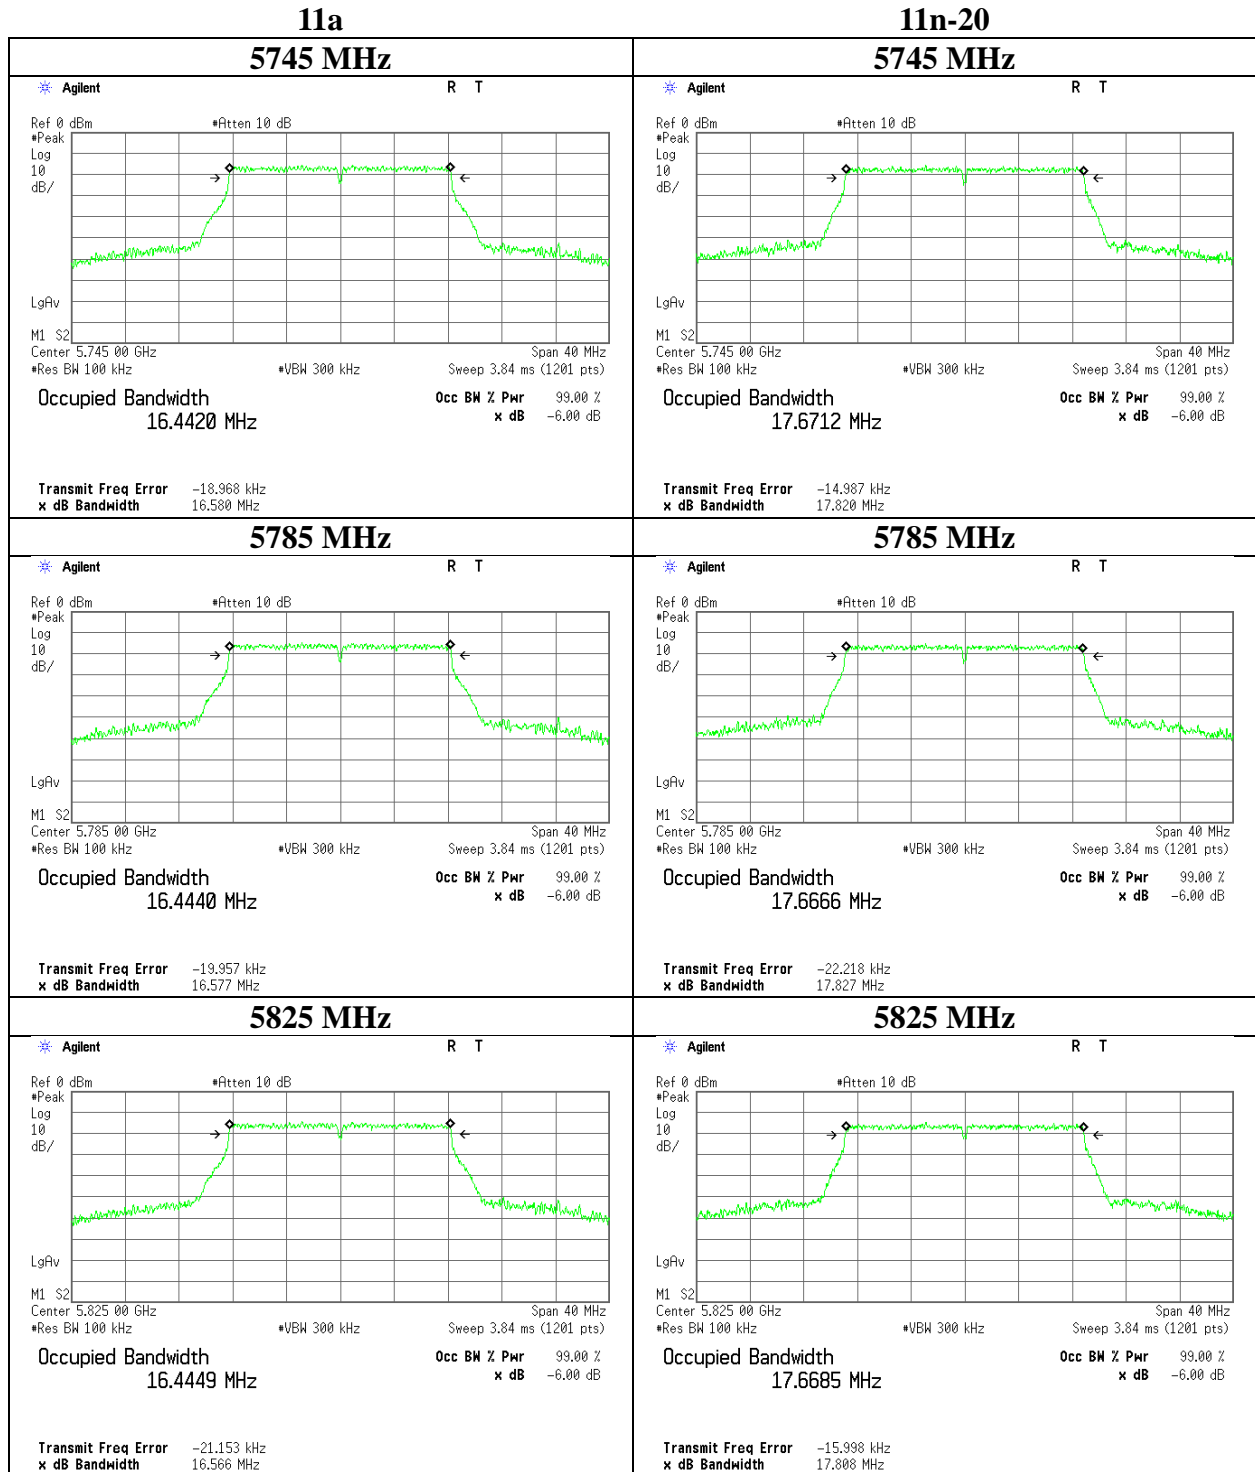 11a 11n-20
5745 MHz 5745 MHz
Agilent R T
Ref 0 dBm #Atten 10 dB
#Peak
Log
10
dB/
LgAv
M1 S2
Center 5.745 00 GHz Span 40 MHz
#Res BW 100 kHz #VBW 300 kHz Sweep 3.84 ms (1201 pts)
Occupied Bandwidth Occ BW % Pwr 99.00 %
16.4420 MHz x dB -6.00 dB
Transmit Freq Error -18.968 kHz
x dB Bandwidth 16.580 MHz
Agilent R T
Ref 0 dBm #Atten 10 dB
#Peak
Log
10
dB/
LgAv
M1 S2
Center 5.745 00 GHz Span 40 MHz
#Res BW 100 kHz #VBW 300 kHz Sweep 3.84 ms (1201 pts)
Occupied Bandwidth Occ BW % Pwr 99.00 %
17.6712 MHz x dB -6.00 dB
Transmit Freq Error -14.987 kHz
x dB Bandwidth 17.820 MHz
5785 MHz 5785 MHz
Agilent R T
Ref 0 dBm #Atten 10 dB
#Peak
Log
10
dB/
LgAv
M1 S2
Center 5.785 00 GHz Span 40 MHz
#Res BW 100 kHz #VBW 300 kHz Sweep 3.84 ms (1201 pts)
Occupied Bandwidth Occ BW % Pwr 99.00 %
16.4440 MHz x dB -6.00 dB
Transmit Freq Error -19.957 kHz
x dB Bandwidth 16.577 MHz
Agilent R T
Ref 0 dBm #Atten 10 dB
#Peak
Log
10
dB/
LgAv
M1 S2
Center 5.785 00 GHz Span 40 MHz
#Res BW 100 kHz #VBW 300 kHz Sweep 3.84 ms (1201 pts)
Occupied Bandwidth Occ BW % Pwr 99.00 %
17.6666 MHz x dB -6.00 dB
Transmit Freq Error -22.218 kHz
x dB Bandwidth 17.827 MHz
5825 MHz 5825 MHz
Agilent R T
Ref 0 dBm #Atten 10 dB
#Peak
Log
10
dB/
LgAv
M1 S2
Center 5.825 00 GHz Span 40 MHz
#Res BW 100 kHz #VBW 300 kHz Sweep 3.84 ms (1201 pts)
Occupied Bandwidth Occ BW % Pwr 99.00 %
16.4449 MHz x dB -6.00 dB
Transmit Freq Error -21.153 kHz
x dB Bandwidth 16.566 MHz
Agilent R T
Ref 0 dBm #Atten 10 dB
#Peak
Log
10
dB/
LgAv
M1 S2
Center 5.825 00 GHz Span 40 MHz
#Res BW 100 kHz #VBW 300 kHz Sweep 3.84 ms (1201 pts)
Occupied Bandwidth Occ BW % Pwr 99.00 %
17.6685 MHz x dB -6.00 dB
Transmit Freq Error -15.998 kHz
x dB Bandwidth 17.808 MHz